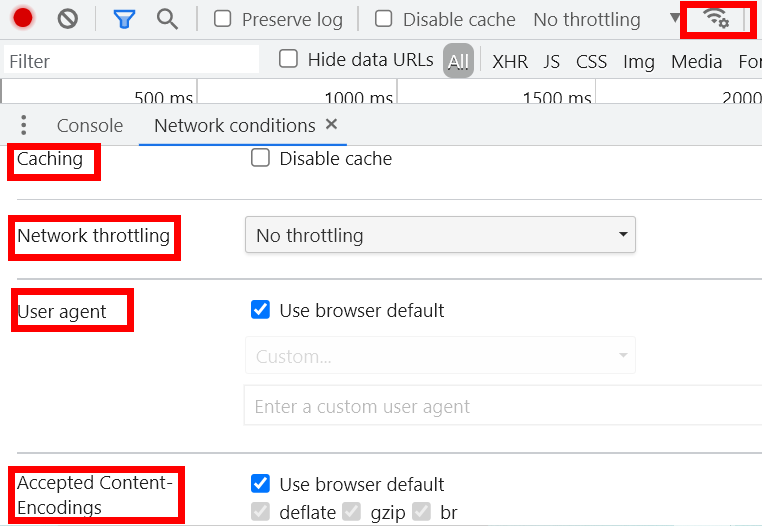 Preserve log Disable cache No throttling
Filter Hide data URLs All XHR JS CSS Img Media For
500 ms 1000 ms 1500 ms 2000
Console Network conditions
Caching Disable cache
Network throttling No throttling
User agent Use browser default
Custom...
Enter a custom user agent
Accepted Content- Use browser default
Encodings deflate gzip br